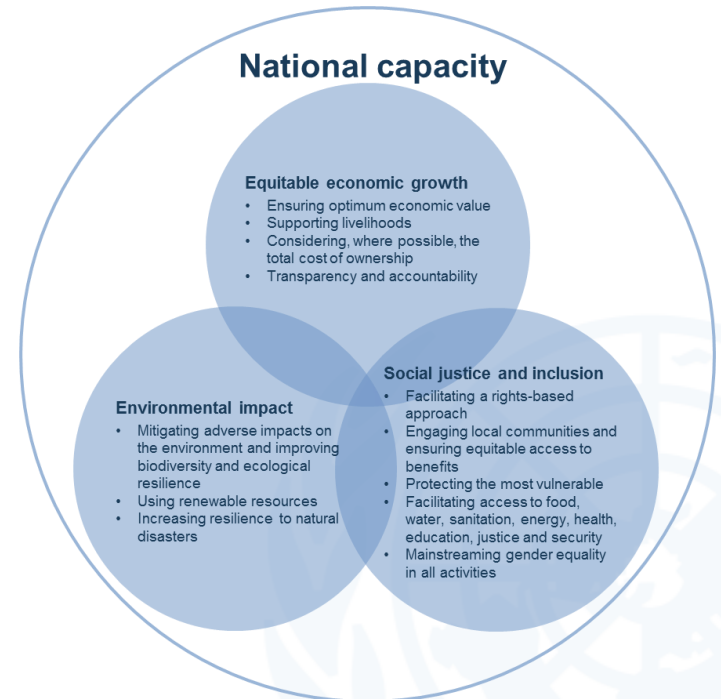 National capacity
Equitable economic growth
• Ensuring optimum economic value
• Supporting livelihoods
• Considering, where possible, the
total cost of ownership
• Transparency and accountability
Environmental impact
• Mitigating adverse impacts on
the environment and improving
biodiversity and ecological
resilience
• Using renewable resources
• Increasing resilience to natural
disasters
Social justice and inclusion
• Facilitating a rights-based
approach
• Engaging local communities and
ensuring equitable access to
benefits
• Protecting the most vulnerable
• Facilitating access to food,
water, sanitation, energy, health,
education, justice and security
• Mainstreaming gender equality
in all activities